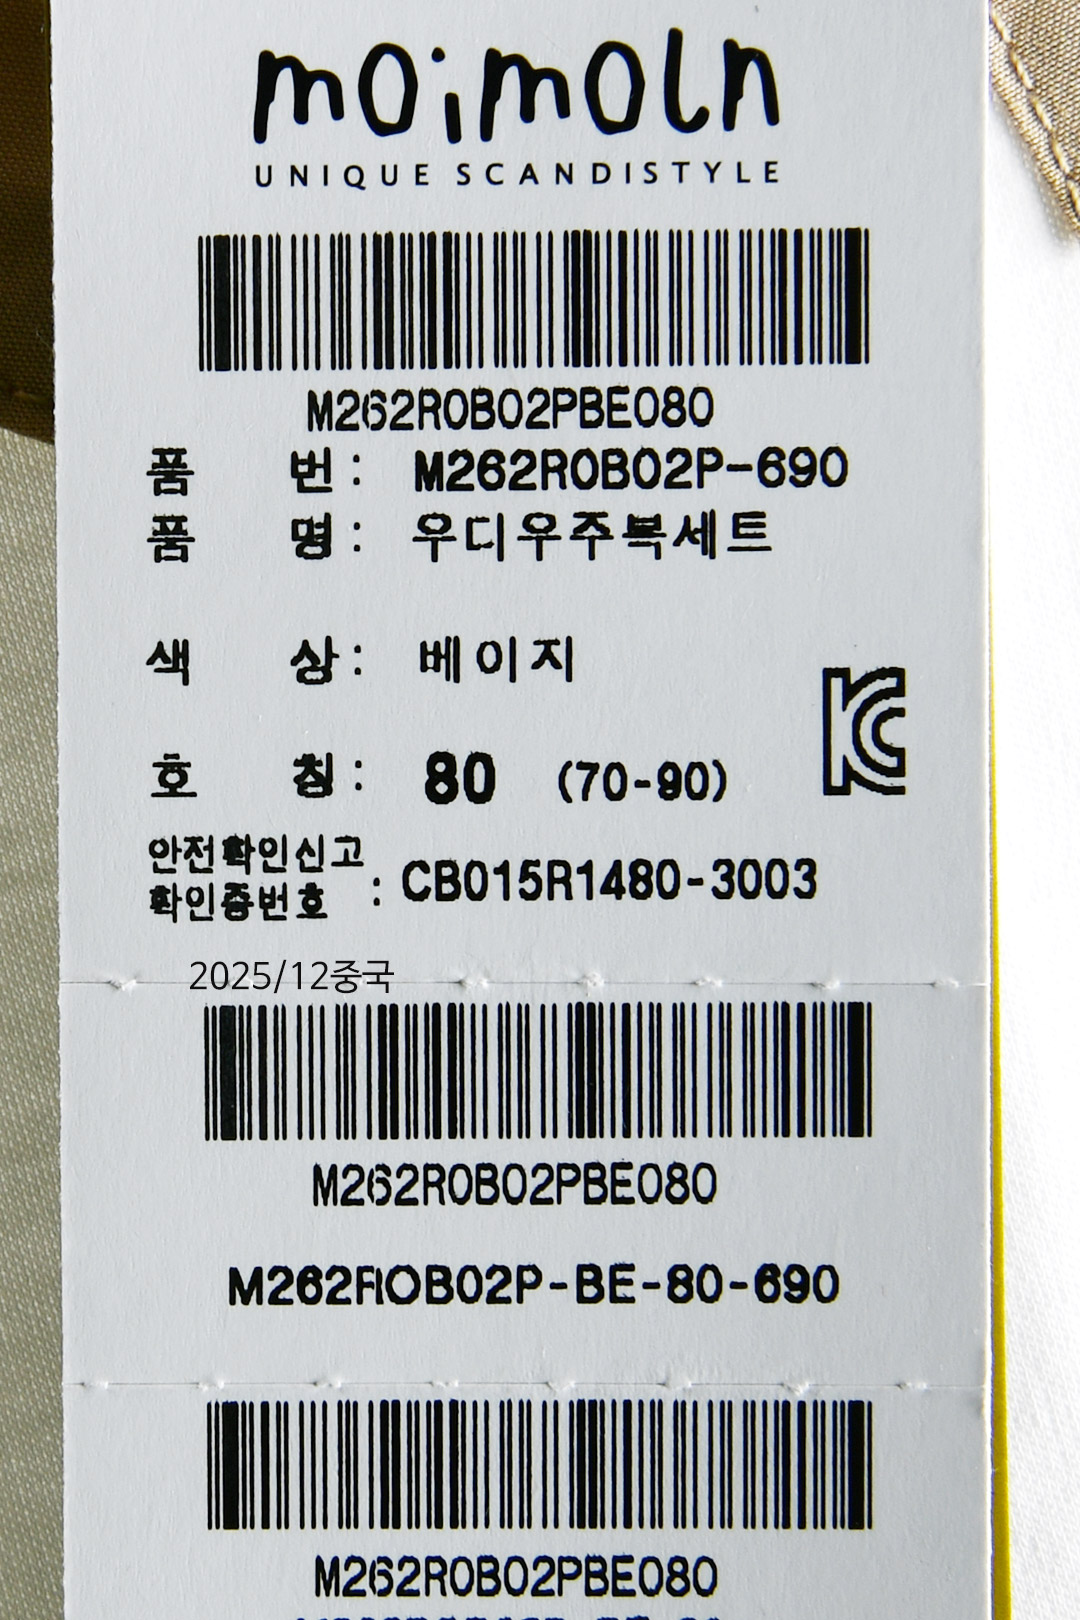 moimoln
UNIQUE SCANDISTYLE
M262R0B02PBE080
품 번 : M262R0B02P-690
품 명 : 우디우주복세트
색 상 : 베이지
호 칭 : 80 (70-90)
안전확인신고
확인증번호 : CB015R1480-3003
2025/12중국
M262R0B02PBE080
M262R0B02P-BE-80-690
M262R0B02PBE080